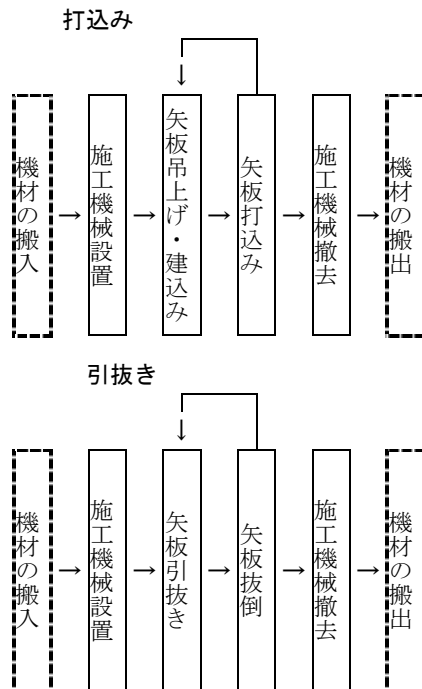 打込み
機材の搬入
→
施工機械設置
→
矢板吊上げ・建込み
→
矢板打込み
→
施工機械撤去
→
機材の搬出
引抜き
機材の搬入
→
施工機械設置
→
矢板引抜き
→
矢板抜倒
→
施工機械撤去
→
機材の搬出